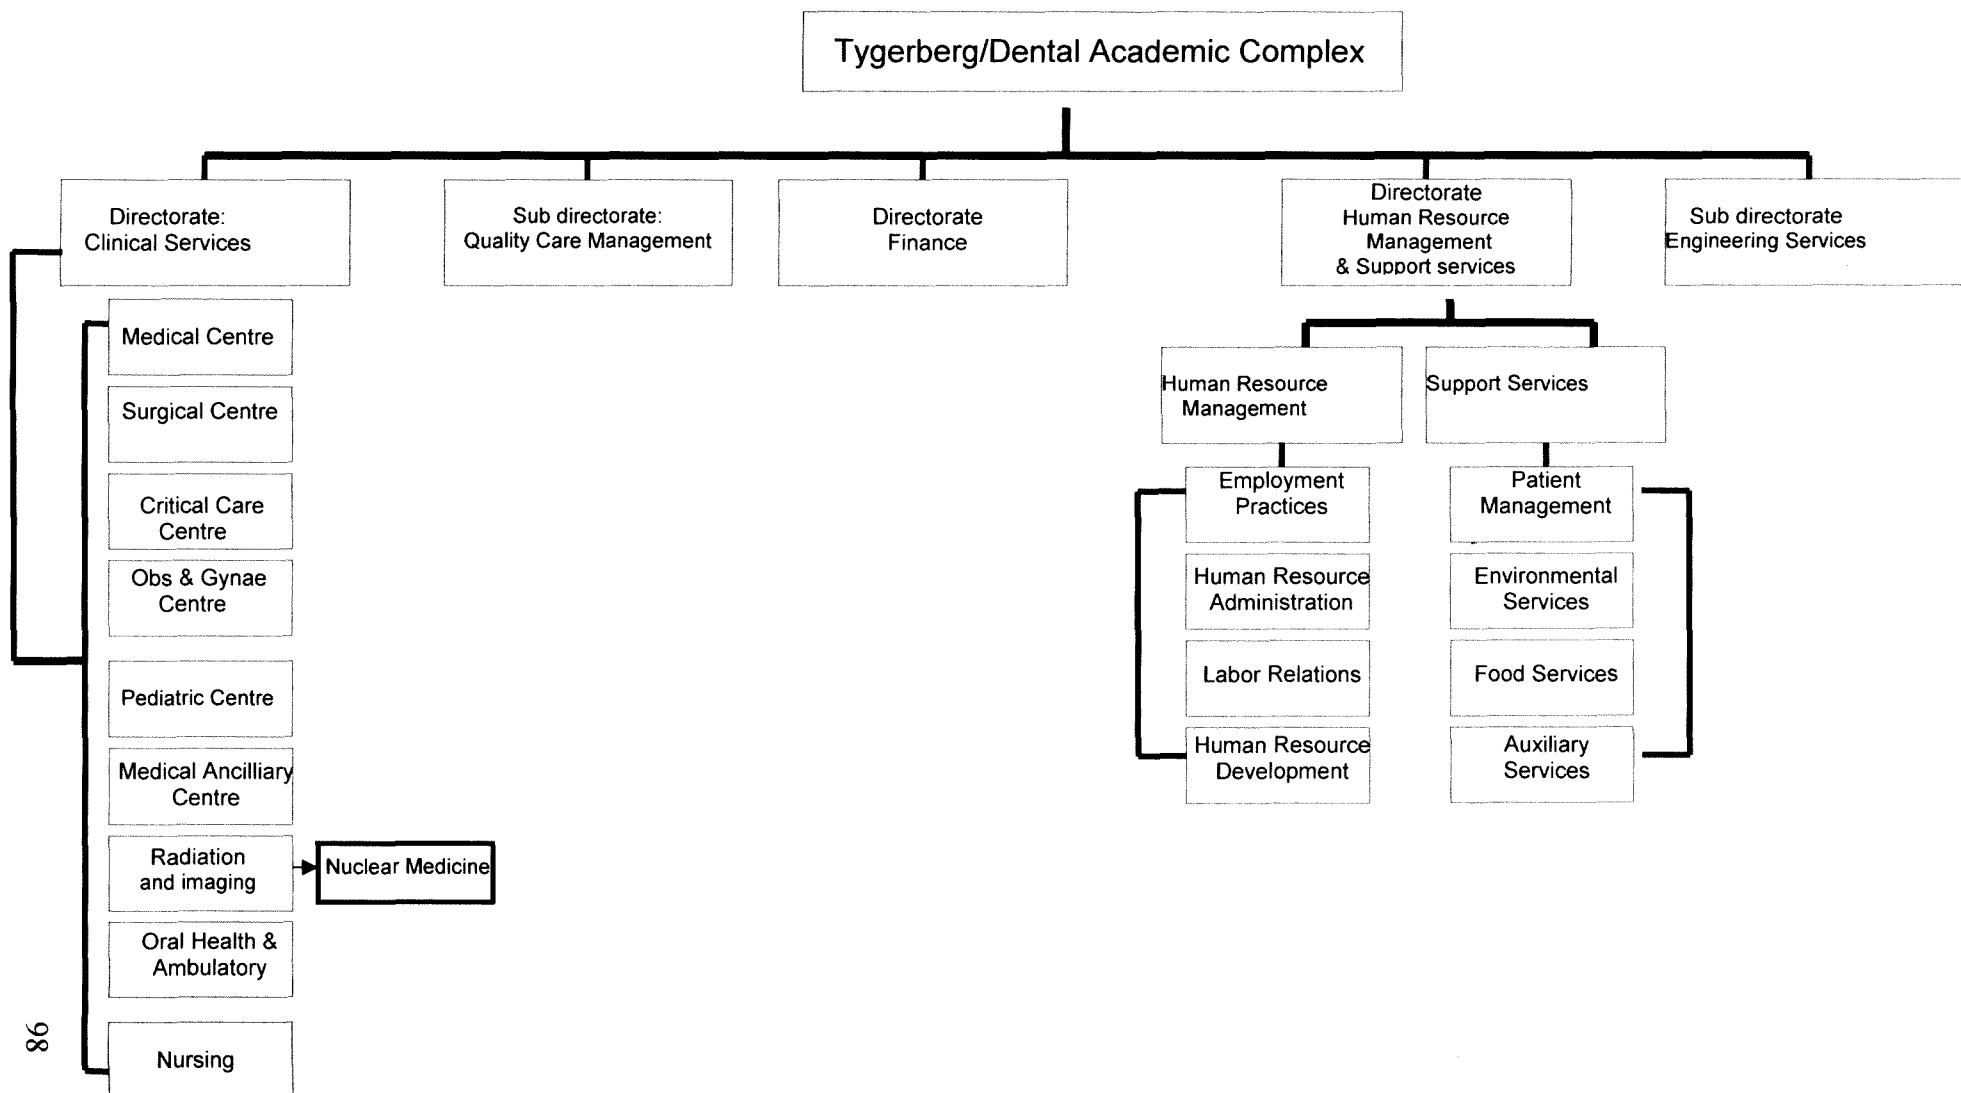 Tygerberg/Dental Academic Complex
Directorate:
Clinical Services
Sub directorate:
Quality Care Management
Directorate
Finance
Directorate
Human Resource
Management
& Support services
Sub directorate
Engineering Services
Medical Centre
Surgical Centre
Critical Care
Centre
Obs & Gynae
Centre
Pediatric Centre
Medical Ancilliary
Centre
Radiation
and imaging
Nuclear Medicine
Oral Health &
Ambulatory
Nursing
Human Resource
Management
Support Services
Employment
Practices
Human Resource
Administration
Labor Relations
Human Resource
Development
Patient
Management
Environmental
Services
Food Services
Auxiliary
Services
98